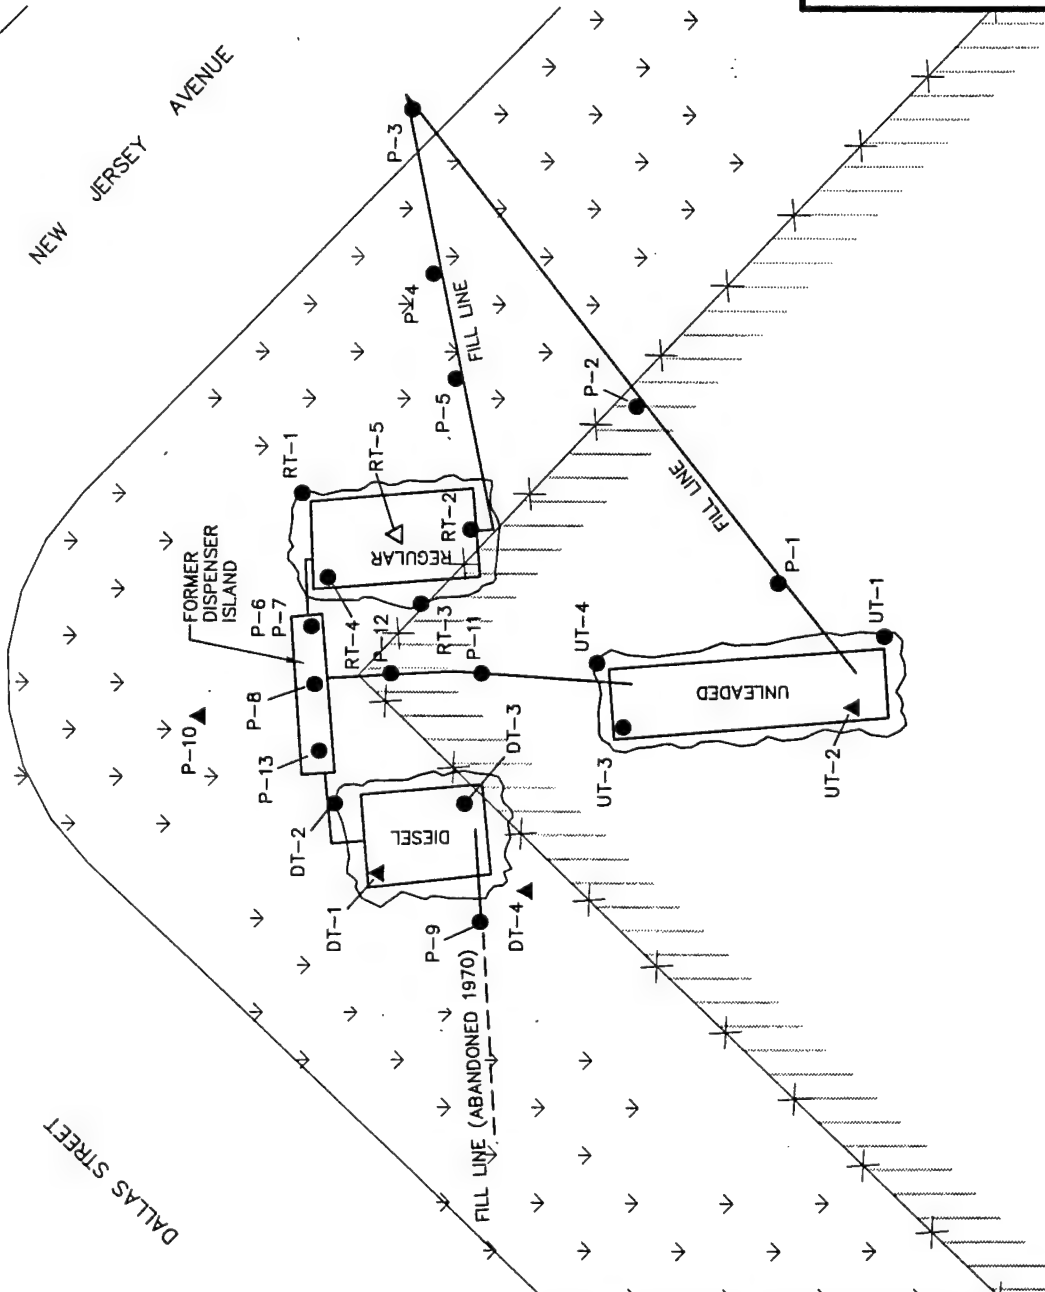 NEW JERSEY AVENUE
P-3
P-4
P-5
FILL LINE
P-2
FILL LINE
P-1
RT-1
RT-5
RT-2
REGULAR
FORMER
DISPENSER
ISLAND
P-6
P-7
RT-4
P-12
RT-3
P-11
P-8
P-10
P-13
UT-4
UT-1
UNLEADED
UT-3
UT-2
DT-3
DT-2
DIESEL
DT-1
DT-4
P-9
FILL LINE (ABANDONED 1970)
DALLAS STREET